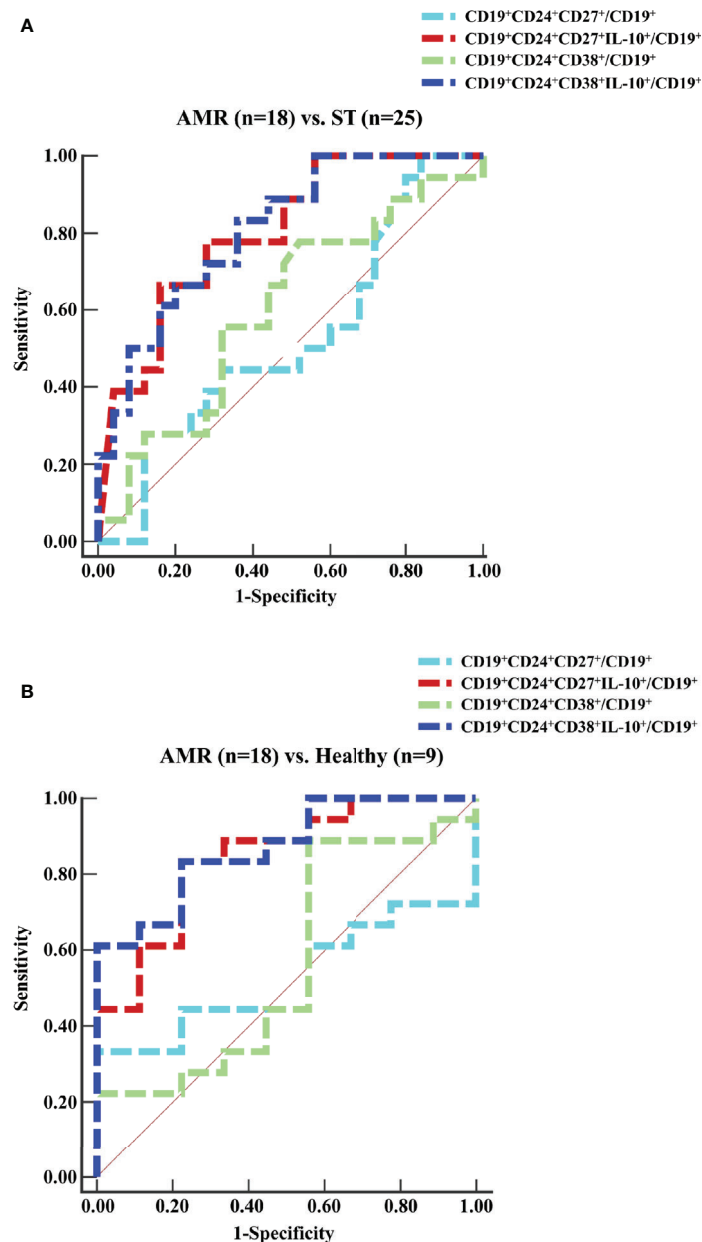 A
CD19⁺CD24⁺CD27⁺/CD19⁺
CD19⁺CD24⁺CD27⁺IL-10⁺/CD19⁺
CD19⁺CD24⁺CD38⁺/CD19⁺
CD19⁺CD24⁺CD38⁺IL-10⁺/CD19⁺
AMR (n=18) vs. ST (n=25)
1.00
0.80
0.60
0.40
0.20
0.00
Sensitivity
0.00 0.20 0.40 0.60 0.80 1.00
1-Specificity
B
CD19⁺CD24⁺CD27⁺/CD19⁺
CD19⁺CD24⁺CD27⁺IL-10⁺/CD19⁺
CD19⁺CD24⁺CD38⁺/CD19⁺
CD19⁺CD24⁺CD38⁺IL-10⁺/CD19⁺
AMR (n=18) vs. Healthy (n=9)
1.00
0.80
0.60
0.40
0.20
0.00
Sensitivity
0.00 0.20 0.40 0.60 0.80 1.00
1-Specificity